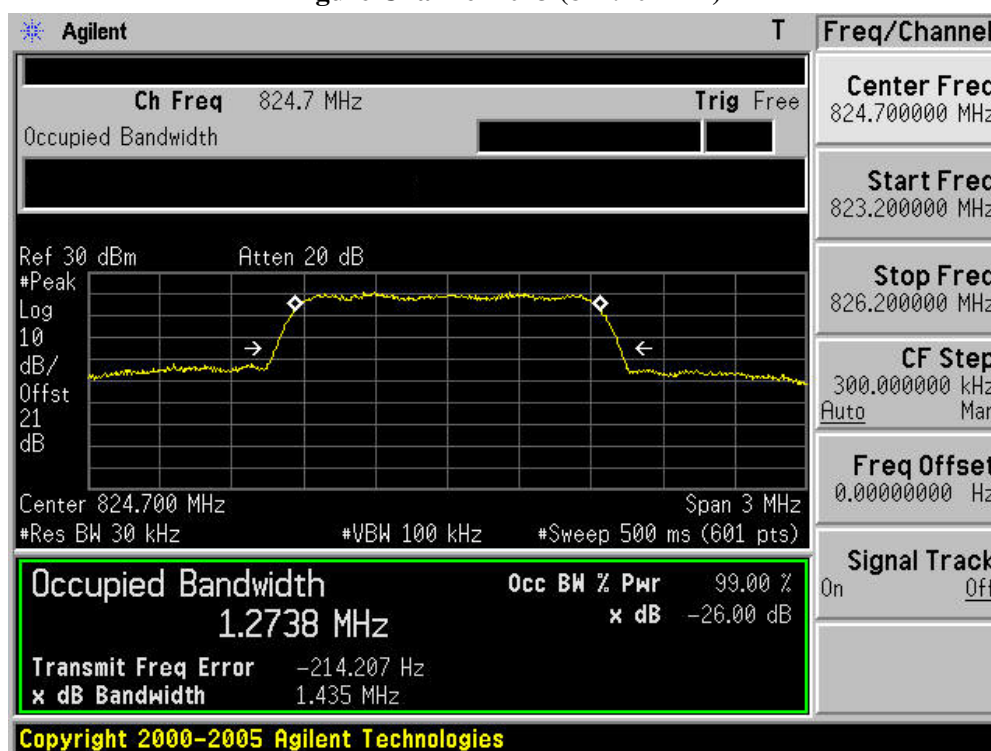 Agilent T
Ch Freq 824.7 MHz Trig Free
Occupied Bandwidth
Ref 30 dBm Atten 20 dB
#Peak
Log
10
dB/
Offst
21
dB
Center 824.700 MHz Span 3 MHz
#Res BW 30 kHz #VBW 100 kHz #Sweep 500 ms (601 pts)
Occupied Bandwidth Occ BW % Pwr 99.00 %
1.2738 MHz x dB -26.00 dB
Transmit Freq Error -214.207 Hz
x dB Bandwidth 1.435 MHz
Copyright 2000-2005 Agilent Technologies
Freq/Channel
Center Freq
824.700000 MHz
Start Freq
823.200000 MHz
Stop Freq
826.200000 MHz
CF Step
300.000000 kHz
Auto Man
Freq Offset
0.00000000 Hz
Signal Track
On Off